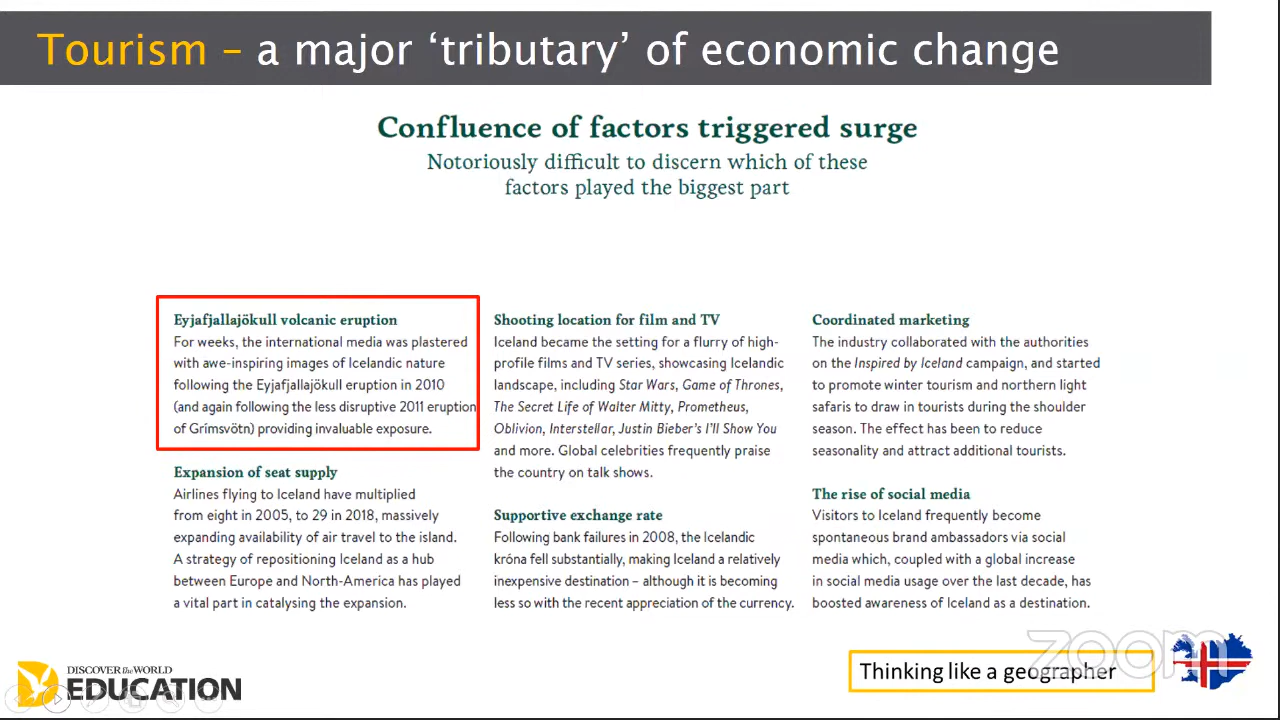 Tourism – a major ‘tributary’ of economic change
Confluence of factors triggered surge
Notoriously difficult to discern which of these
factors played the biggest part
Eyjafjallajökull volcanic eruption
For weeks, the international media was plastered
with awe-inspiring images of Icelandic nature
following the Eyjafjallajökull eruption in 2010
(and again following the less disruptive 2011 eruption
of Grímsvötn) providing invaluable exposure.
Expansion of seat supply
Airlines flying to Iceland have multiplied
from eight in 2005, to 29 in 2018, massively
expanding availability of air travel to the island.
A strategy of repositioning Iceland as a hub
between Europe and North-America has played
a vital part in catalysing the expansion.
Shooting location for film and TV
Iceland became the setting for a flurry of high-
profile films and TV series, showcasing Icelandic
landscape, including Star Wars, Game of Thrones,
The Secret Life of Walter Mitty, Prometheus,
Oblivion, Interstellar, Justin Bieber's I'll Show You
and more. Global celebrities frequently praise
the country on talk shows.
Supportive exchange rate
Following bank failures in 2008, the Icelandic
króna fell substantially, making Iceland a relatively
inexpensive destination – although it is becoming
less so with the recent appreciation of the currency.
Coordinated marketing
The industry collaborated with the authorities
on the Inspired by Iceland campaign, and started
to promote winter tourism and northern light
safaris to draw in tourists during the shoulder
season. The effect has been to reduce
seasonality and attract additional tourists.
The rise of social media
Visitors to Iceland frequently become
spontaneous brand ambassadors via social
media which, coupled with a global increase
in social media usage over the last decade, has
boosted awareness of Iceland as a destination.
DISCOVER the WORLD
EDUCATION
Thinking like a geographer
zoom